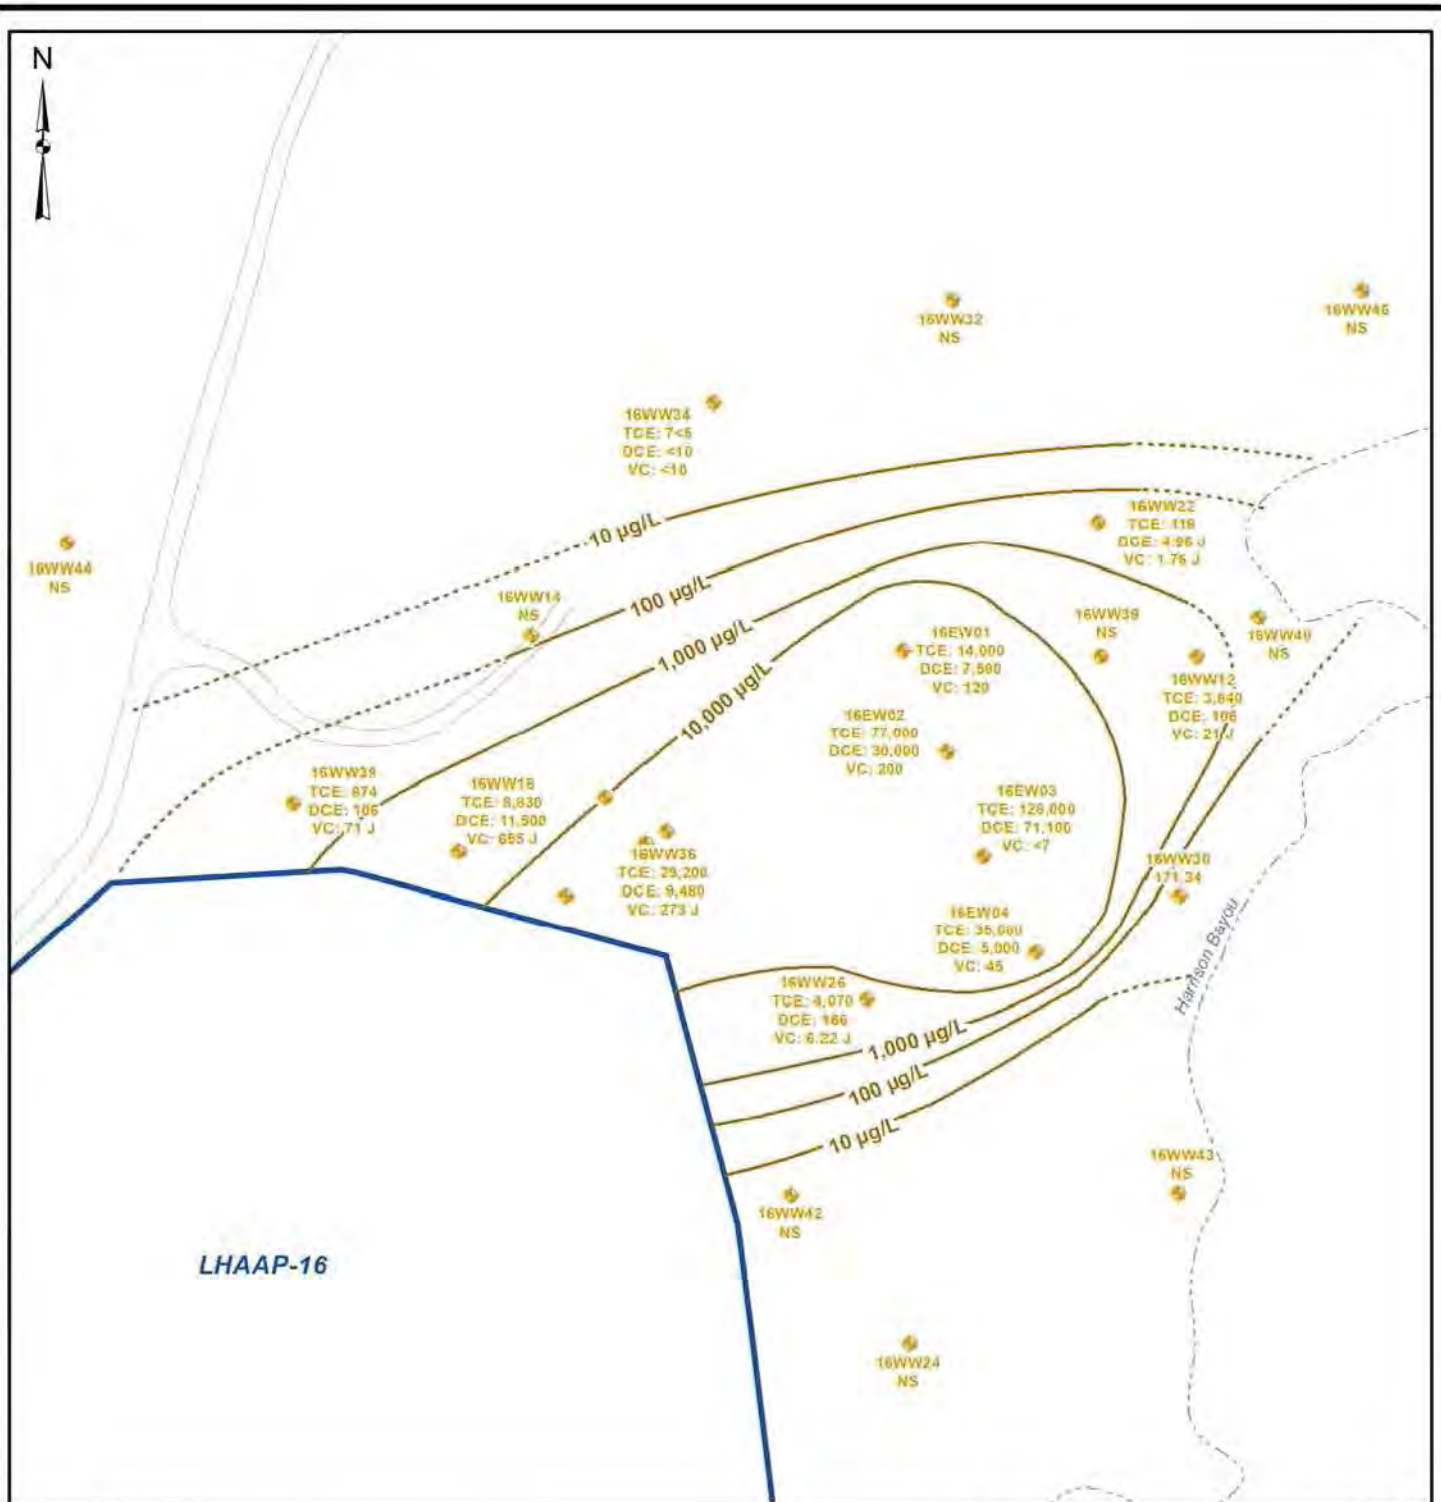 N
16WW32
NS
16WW45
NS
16WW34
TCE: 7<5
DCE: <10
VC: <10
10 µg/L
16WW22
TCE: 119
DCE: 4.96 J
VC: 1.76 J
16WW44
NS
16WW14
NS
100 µg/L
1,000 µg/L
10,000 µg/L
16EW01
TCE: 14,000
DCE: 7,500
VC: 120
16WW39
NS
16WW40
NS
16WW12
TCE: 3,840
DCE: 106
VC: 21 J
16EW02
TCE: 77,000
DCE: 30,000
VC: 200
16WW39
TCE: 874
DCE: 106
VC: 71 J
16WW16
TCE: 8,830
DCE: 11,500
VC: 655 J
16EW03
TCE: 126,000
DCE: 71,100
VC: <7
16WW36
TCE: 29,200
DCE: 9,480
VC: 273 J
16WW30
171.34
16EW04
TCE: 35,000
DCE: 5,000
VC: 45
Harrison Bayou
16WW26
TCE: 4,070
DCE: 166
VC: 6.22 J
1,000 µg/L
100 µg/L
10 µg/L
16WW43
NS
16WW42
NS
LHAAP-16
16WW24
NS